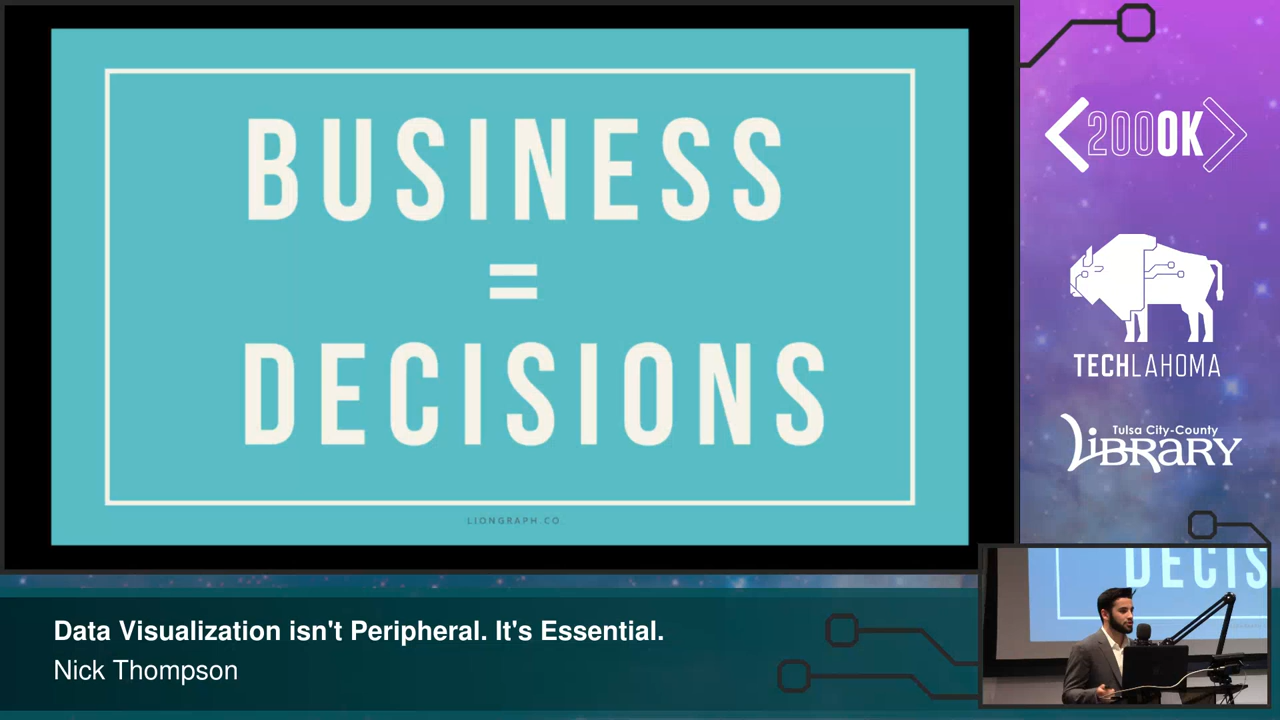 BUSINESS
=
DECISIONS
LIONGRAPH.CO
200OK
TECHLAHOMA
Tulsa City-County
LIBRARY
DECIS
Data Visualization isn't Peripheral. It's Essential.
Nick Thompson